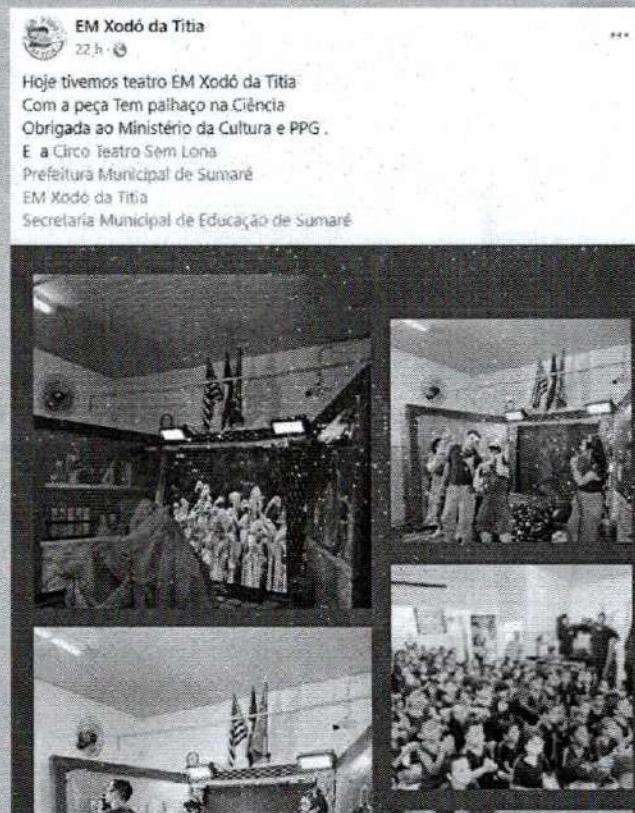 EM Xodó da Titia
22 h
Hoje tivemos teatro EM Xodó da Titia
Com a peça Tem palhaço na Ciência
Obrigada ao Ministério da Cultura e PPG .
E a Circo Teatro Sem Lona
Prefeitura Municipal de Sumaré
EM Xodó da Titia
Secretaria Municipal de Educação de Sumaré